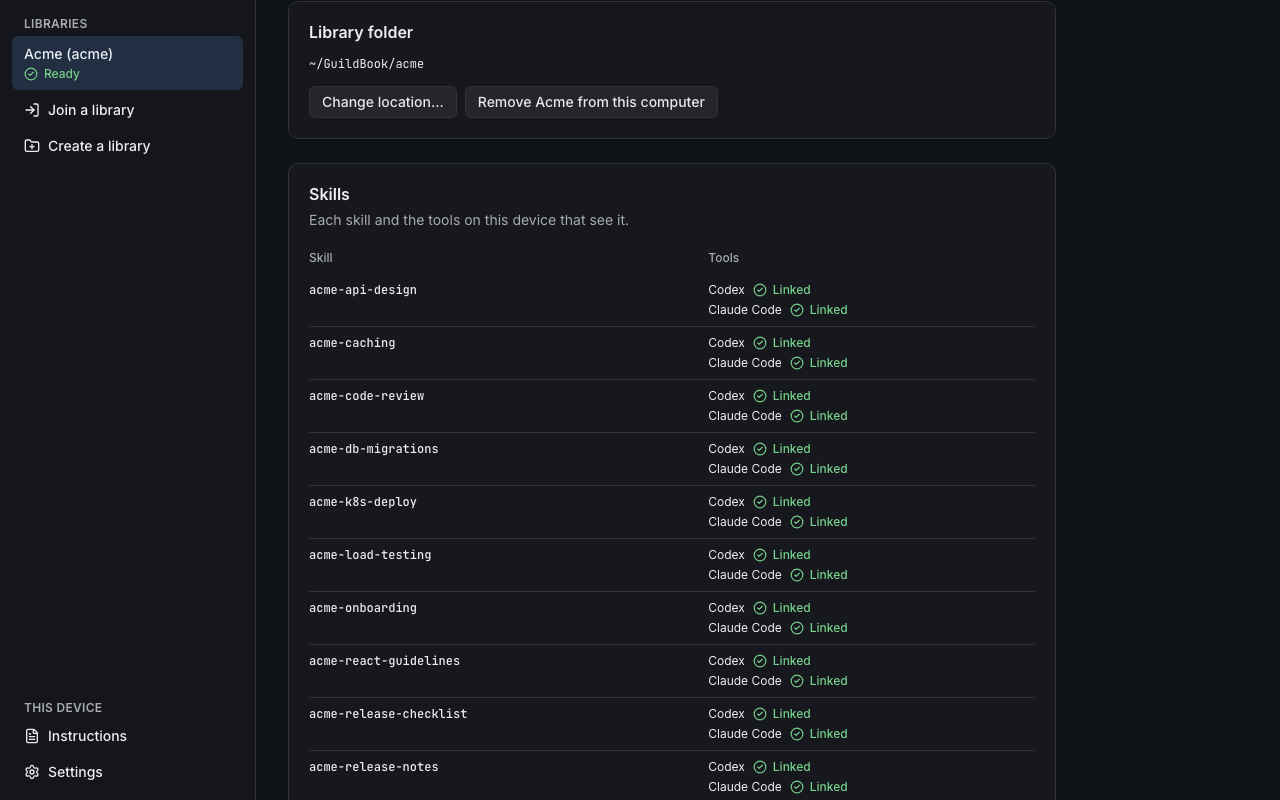 LIBRARIES
Acme (acme)
Ready
Join a library
Create a library
THIS DEVICE
Instructions
Settings
Library folder
~/GuildBook/acme
Change location...
Remove Acme from this computer
Skills
Each skill and the tools on this device that see it.
Skill Tools
acme-api-design Codex Linked
Claude Code Linked
acme-caching Codex Linked
Claude Code Linked
acme-code-review Codex Linked
Claude Code Linked
acme-db-migrations Codex Linked
Claude Code Linked
acme-k8s-deploy Codex Linked
Claude Code Linked
acme-load-testing Codex Linked
Claude Code Linked
acme-onboarding Codex Linked
Claude Code Linked
acme-react-guidelines Codex Linked
Claude Code Linked
acme-release-checklist Codex Linked
Claude Code Linked
acme-release-notes Codex Linked
Claude Code Linked